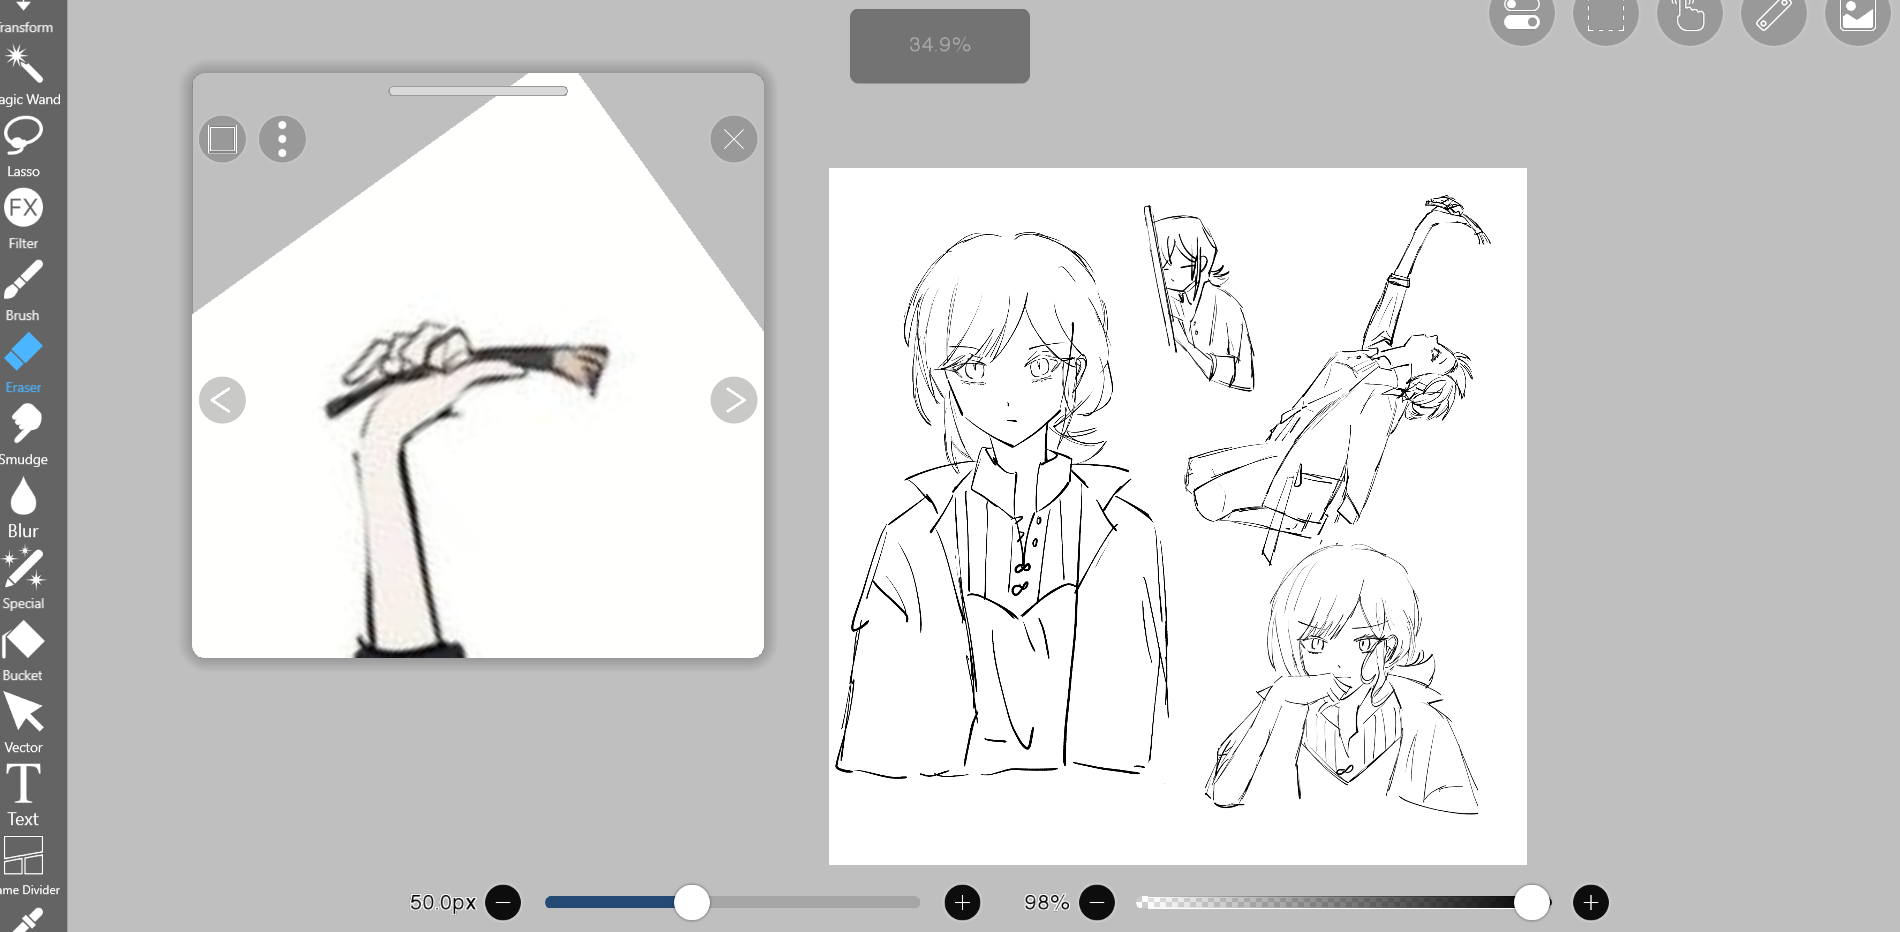 ransform
agic Wand
Lasso
FX
Filter
Brush
Eraser
Smudge
Blur
Special
Bucket
Vector
T
Text
ame Divider
34.9%
50.0px
98%